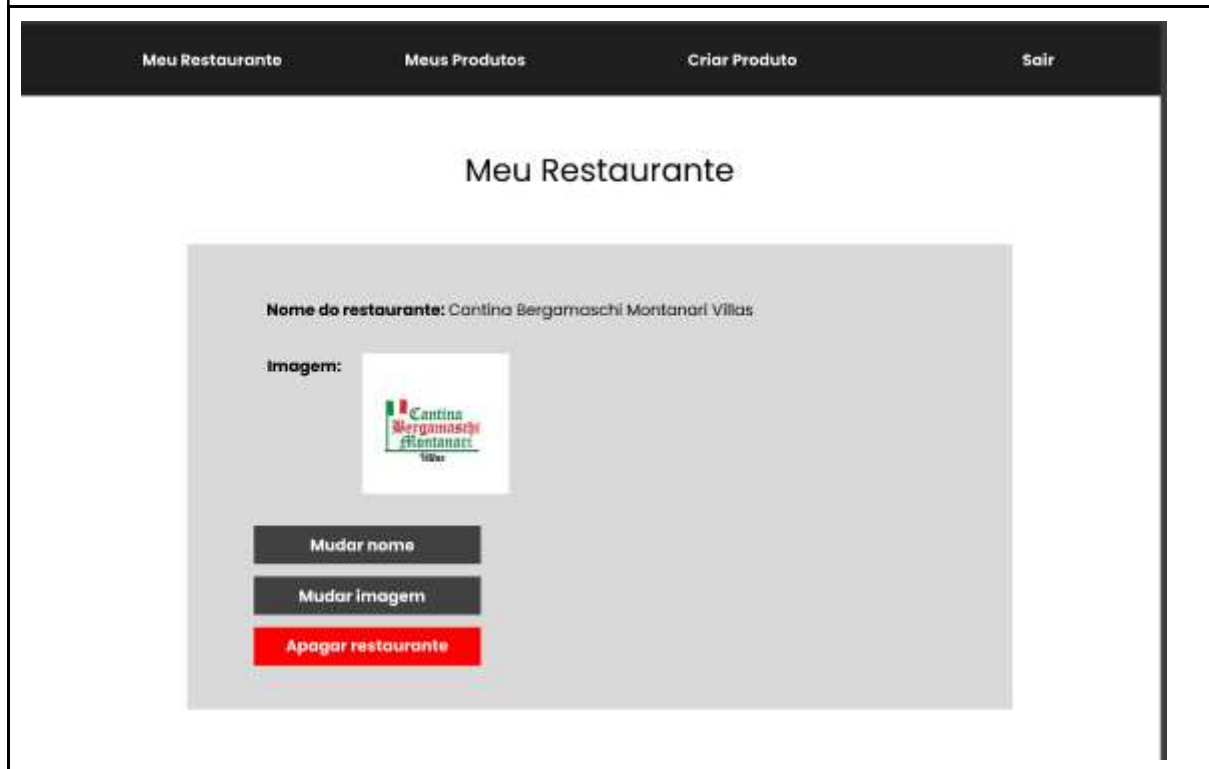 Meu Restaurante Meus Produtos Criar Produto Sair
Meu Restaurante
Nome do restaurante: Cantina Bergamaschi Montanari Villas
Imagem:
Cantina
Bergamaschi
Montanari
Villas
Mudar nome
Mudar imagem
Apagar restaurante